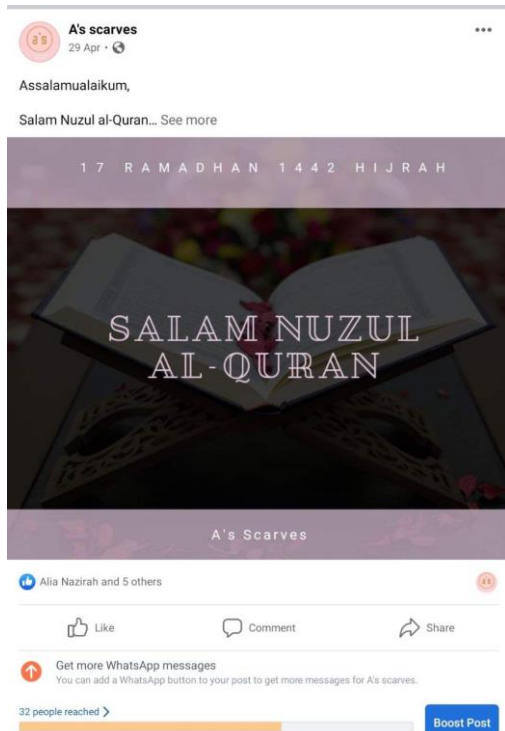 a's
A's scarves
29 Apr
Assalamualaikum,
Salam Nuzul al-Quran... See more
17 RAMADHAN 1442 HIJRAH
SALAM NUZUL
AL-QURAN
A's Scarves
Alia Nazirah and 5 others
a's
Like Comment Share
Get more WhatsApp messages
You can add a WhatsApp button to your post to get more messages for A's scarves.
32 people reached
Boost Post